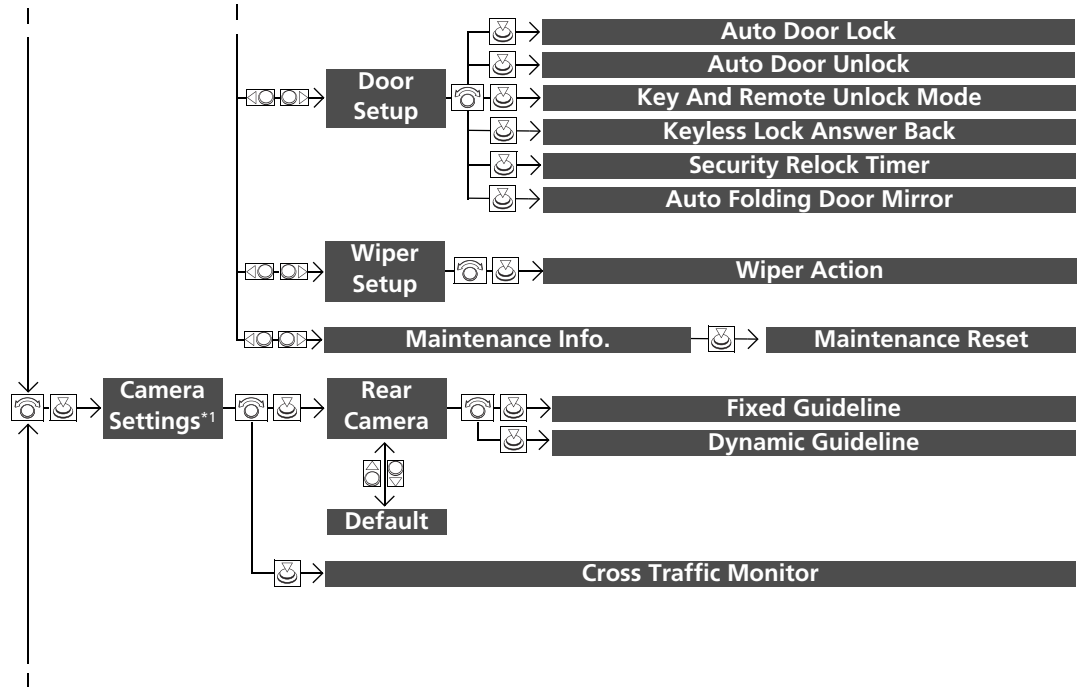 Auto Door Lock
Auto Door Unlock
Door
Setup
Key And Remote Unlock Mode
Keyless Lock Answer Back
Security Relock Timer
Auto Folding Door Mirror
Wiper
Setup
Wiper Action
Maintenance Info.
Maintenance Reset
Camera
Settings*1
Rear
Camera
Fixed Guideline
Dynamic Guideline
Default
Cross Traffic Monitor